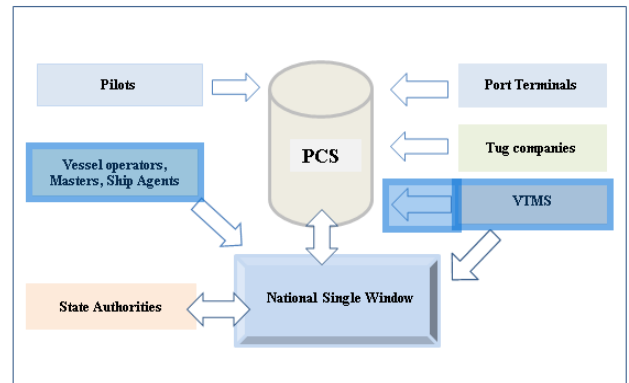 Pilots
Port Terminals
PCS
Tug companies
Vessel operators,
Masters, Ship Agents
VTMS
National Single Window
State Authorities